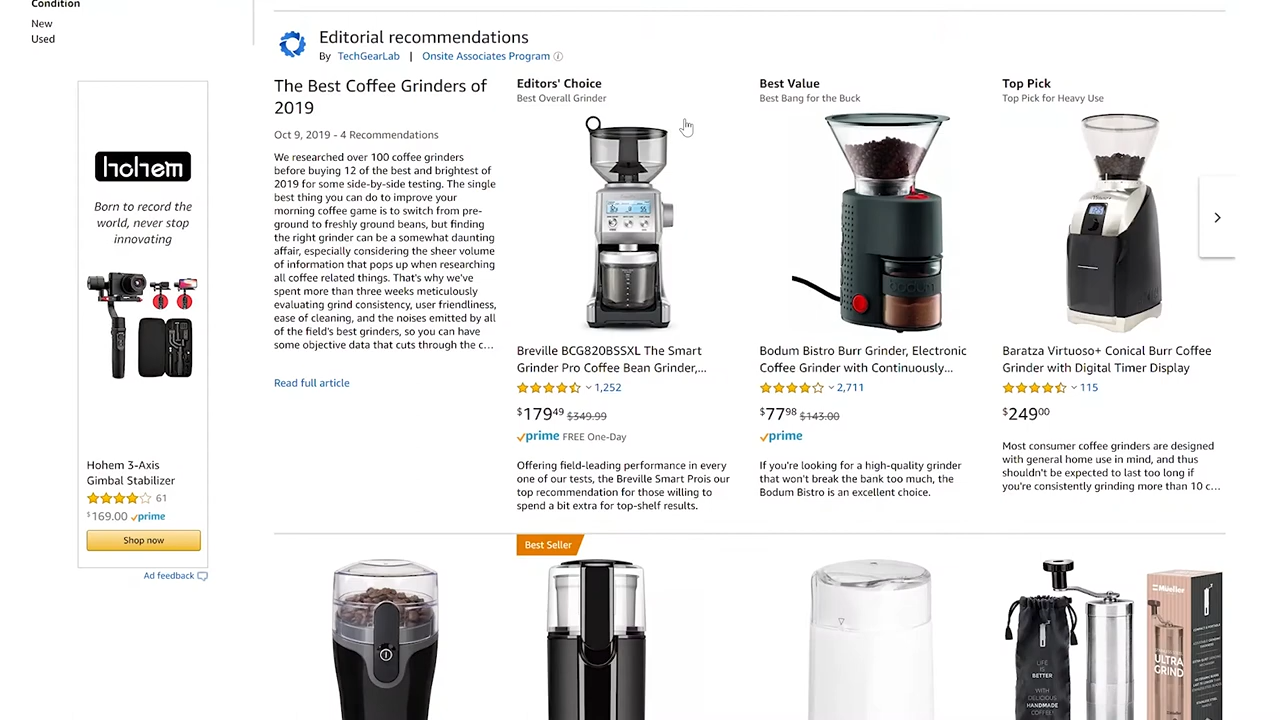 Condition
New
Used
Editorial recommendations
By TechGearLab | Onsite Associates Program
The Best Coffee Grinders of
2019
Oct 9, 2019 - 4 Recommendations
We researched over 100 coffee grinders
before buying 12 of the best and brightest of
2019 for some side-by-side testing. The single
best thing you can do to improve your
morning coffee game is to switch from pre-
ground to freshly ground beans, but finding
the right grinder can be a somewhat daunting
affair, especially considering the sheer volume
of information that pops up when researching
all coffee related things. That's why we've
spent more than three weeks meticulously
evaluating grind consistency, user friendliness,
ease of cleaning, and the noises emitted by all
of the field's best grinders, so you can have
some objective data that cuts through the c...
Read full article
Editors' Choice
Best Overall Grinder
Breville BCG820BSSXL The Smart
Grinder Pro Coffee Bean Grinder,...
1,252
$179 49 $349.99
prime FREE One-Day
Offering field-leading performance in every
one of our tests, the Breville Smart Prois our
top recommendation for those willing to
spend a bit extra for top-shelf results.
Best Value
Best Bang for the Buck
bodum
Bodum Bistro Burr Grinder, Electronic
Coffee Grinder with Continuously...
2,711
$77 98 $143.00
prime
If you're looking for a high-quality grinder
that won't break the bank too much, the
Bodum Bistro is an excellent choice.
Top Pick
Top Pick for Heavy Use
Baratza Virtuoso+ Conical Burr Coffee
Grinder with Digital Timer Display
115
$249 00
Most consumer coffee grinders are designed
with general home use in mind, and thus
shouldn't be expected to last too long if
you're consistently grinding more than 10 c...
hohem
Born to record the
world, never stop
innovating
Hohem 3-Axis
Gimbal Stabilizer
61
$169.00 prime
Shop now
Ad feedback
Best Seller
LIFE
IS
BETTER
WITH
DELICIOUS
HANDMADE
COFFEE!
Mueller
ULTRA
GRIND